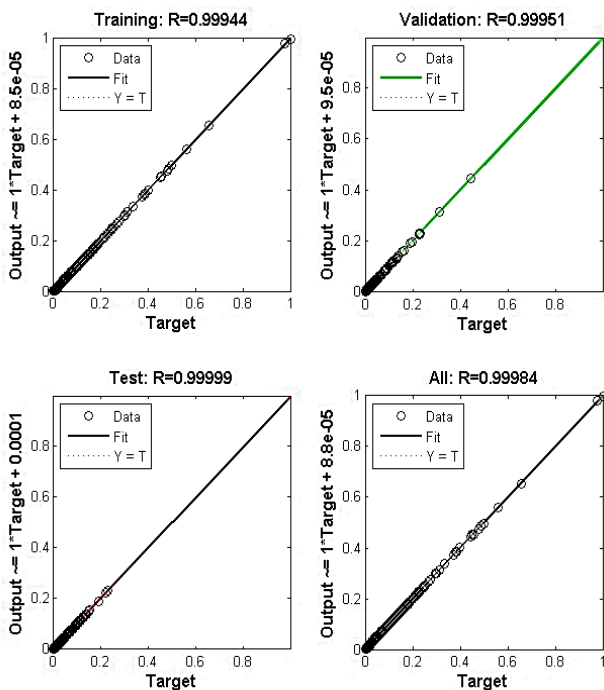 Training: R=0.99944
Output ~= 1*Target + 8.5e-05
Data
Fit
Y = T
1
0.8
0.6
0.4
0.2
0
0 0.2 0.4 0.6 0.8 1
Target
Validation: R=0.99951
Output ~= 1*Target + 9.5e-05
Data
Fit
Y = T
1
0.8
0.6
0.4
0.2
0
0 0.2 0.4 0.6 0.8 1
Target
Test: R=0.99999
Output ~= 1*Target + 0.0001
Data
Fit
Y = T
0.8
0.6
0.4
0.2
0
0 0.2 0.4 0.6 0.8 1
Target
All: R=0.99984
Output ~= 1*Target + 8.8e-05
Data
Fit
Y = T
1
0.8
0.6
0.4
0.2
0
0 0.2 0.4 0.6 0.8 1
Target